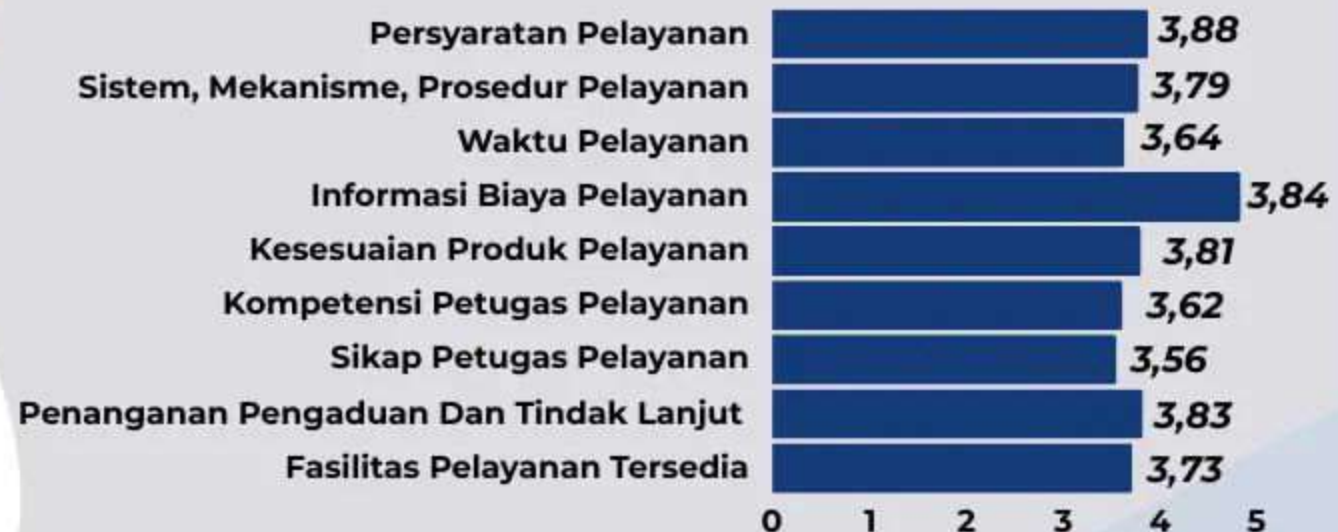 Persyaratan Pelayanan 3,88
Sistem, Mekanisme, Prosedur Pelayanan 3,79
Waktu Pelayanan 3,64
Informasi Biaya Pelayanan 3,84
Kesesuaian Produk Pelayanan 3,81
Kompetensi Petugas Pelayanan 3,62
Sikap Petugas Pelayanan 3,56
Penanganan Pengaduan Dan Tindak Lanjut 3,83
Fasilitas Pelayanan Tersedia 3,73
0 1 2 3 4 5